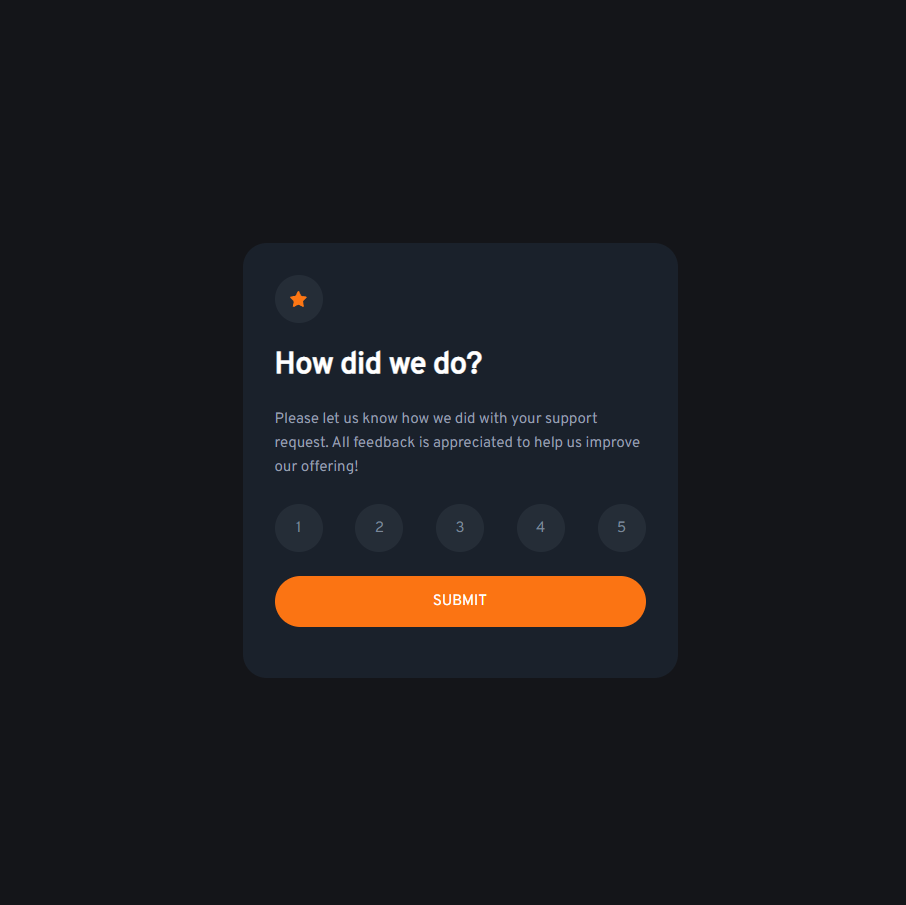 How did we do?
Please let us know how we did with your support
request. All feedback is appreciated to help us improve
our offering!
1 2 3 4 5
SUBMIT